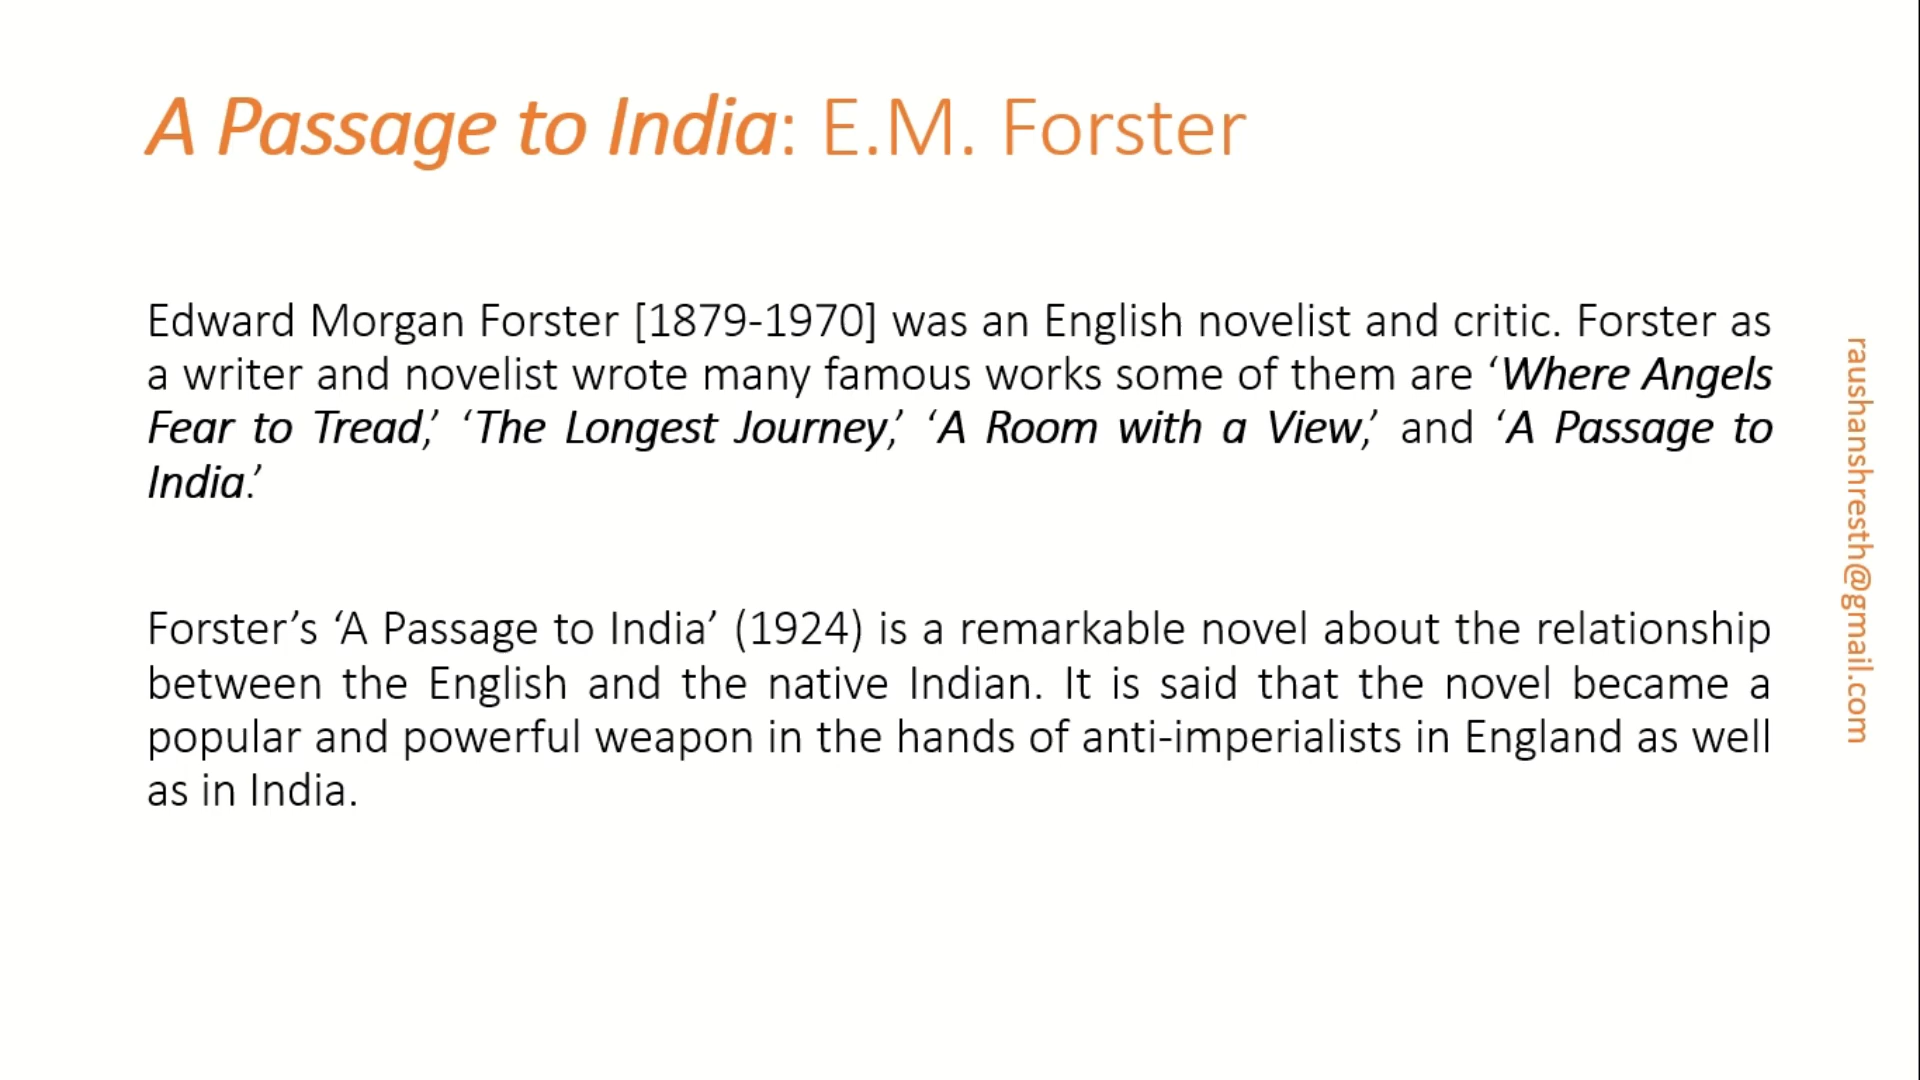 A Passage to India: E.M. Forster
Edward Morgan Forster [1879-1970] was an English novelist and critic. Forster as
a writer and novelist wrote many famous works some of them are ‘Where Angels
Fear to Tread,’ ‘The Longest Journey,’ ‘A Room with a View,’ and ‘A Passage to
India.’
Forster’s ‘A Passage to India’ (1924) is a remarkable novel about the relationship
between the English and the native Indian. It is said that the novel became a
popular and powerful weapon in the hands of anti-imperialists in England as well
as in India.
raushanshresth@gmail.com